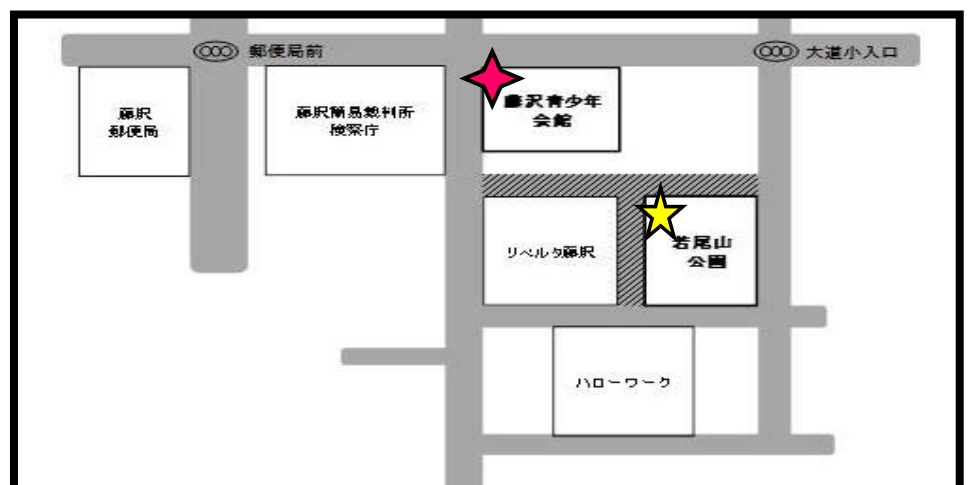 郵便局前
大道小入口
藤沢
郵便局
藤沢簡易裁判所
検察庁
藤沢青少年
会館
リベルタ藤沢
若尾山
公園
ハローワーク